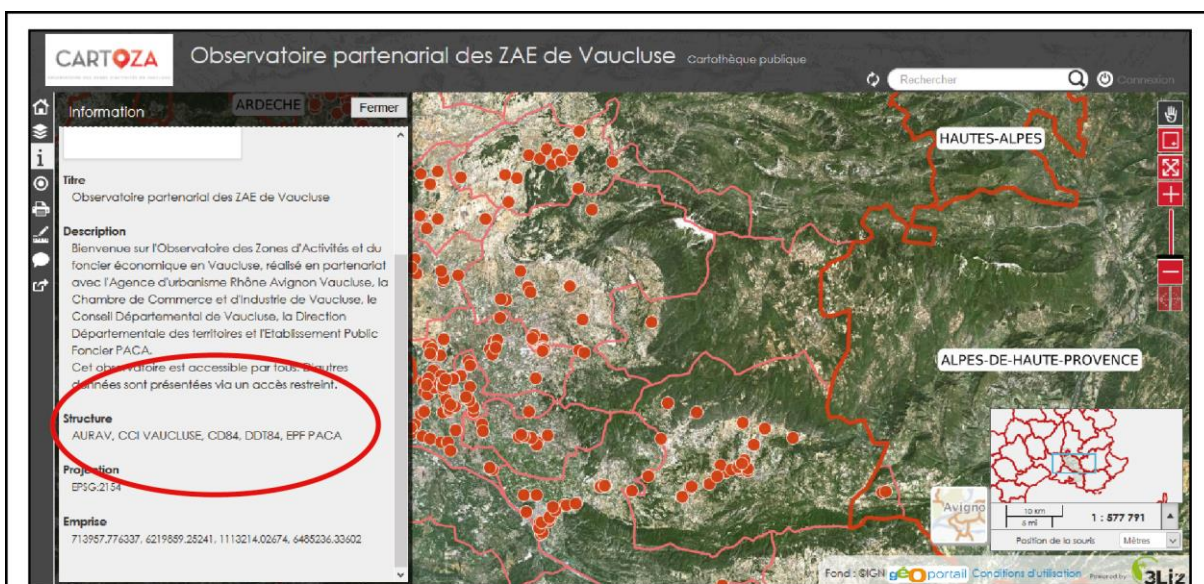 CARTOZA
Observatoire partenarial des ZAE de Vaucluse Cartothèque publique
Rechercher
Connexion
Information
ARDECHE
Fermer
Titre
Observatoire partenarial des ZAE de Vaucluse
Description
Bienvenue sur l'Observatoire des Zones d'Activités et du
foncier économique en Vaucluse, réalisé en partenariat
avec l'Agence d'urbanisme Rhône Avignon Vaucluse, la
Chambre de Commerce et d'Industrie de Vaucluse, le
Conseil Départemental de Vaucluse, la Direction
Départementale des territoires et l'Etablissement Public
Foncier PACA.
Cet observatoire est accessible par tous. D'autres
données sont présentées via un accès restreint.
Structure
AURAV, CCI VAUCLUSE, CD84, DDT84, EPF PACA
Projection
EPSG:2154
Emprise
713957.776337, 6219859.25241, 1113214.02674, 6485236.33602
HAUTES-ALPES
ALPES-DE-HAUTE-PROVENCE
Avigno
10 km
6 mi
1 : 577 791
Position de la souris
Mètres
Fond : ©IGN géoportail Conditions d'utilisation Powered by 3Liz